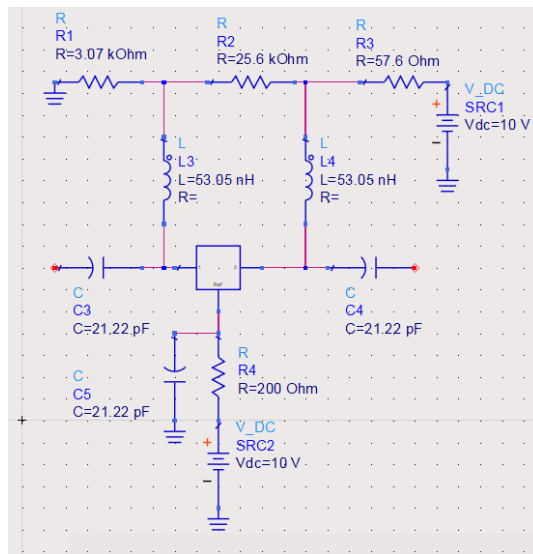 R
R1
R=3.07 kOhm
R
R2
R=25.6 kOhm
R
R3
R=57.6 Ohm
V_DC
SRC1
Vdc=10 V
+
-
L
L3
L=53.05 nH
R=
L
L4
L=53.05 nH
R=
1
2
Ref
C
C3
C=21.22 pF
C
C4
C=21.22 pF
C
C5
C=21.22 pF
R
R4
R=200 Ohm
V_DC
SRC2
Vdc=10 V
+
-